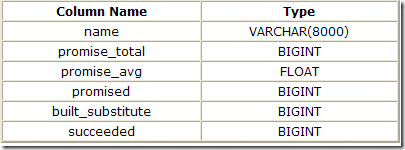 Column Name Type
name VARCHAR(8000)
promise_total BIGINT
promise_avg FLOAT
promised BIGINT
built_substitute BIGINT
succeeded BIGINT